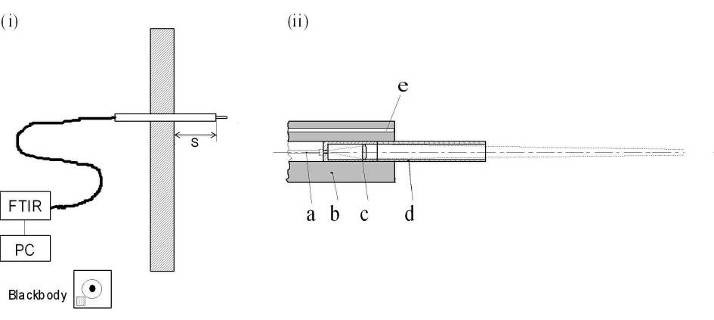 (i)
(ii)
e
S
a b c d
FTIR
PC
Blackbody